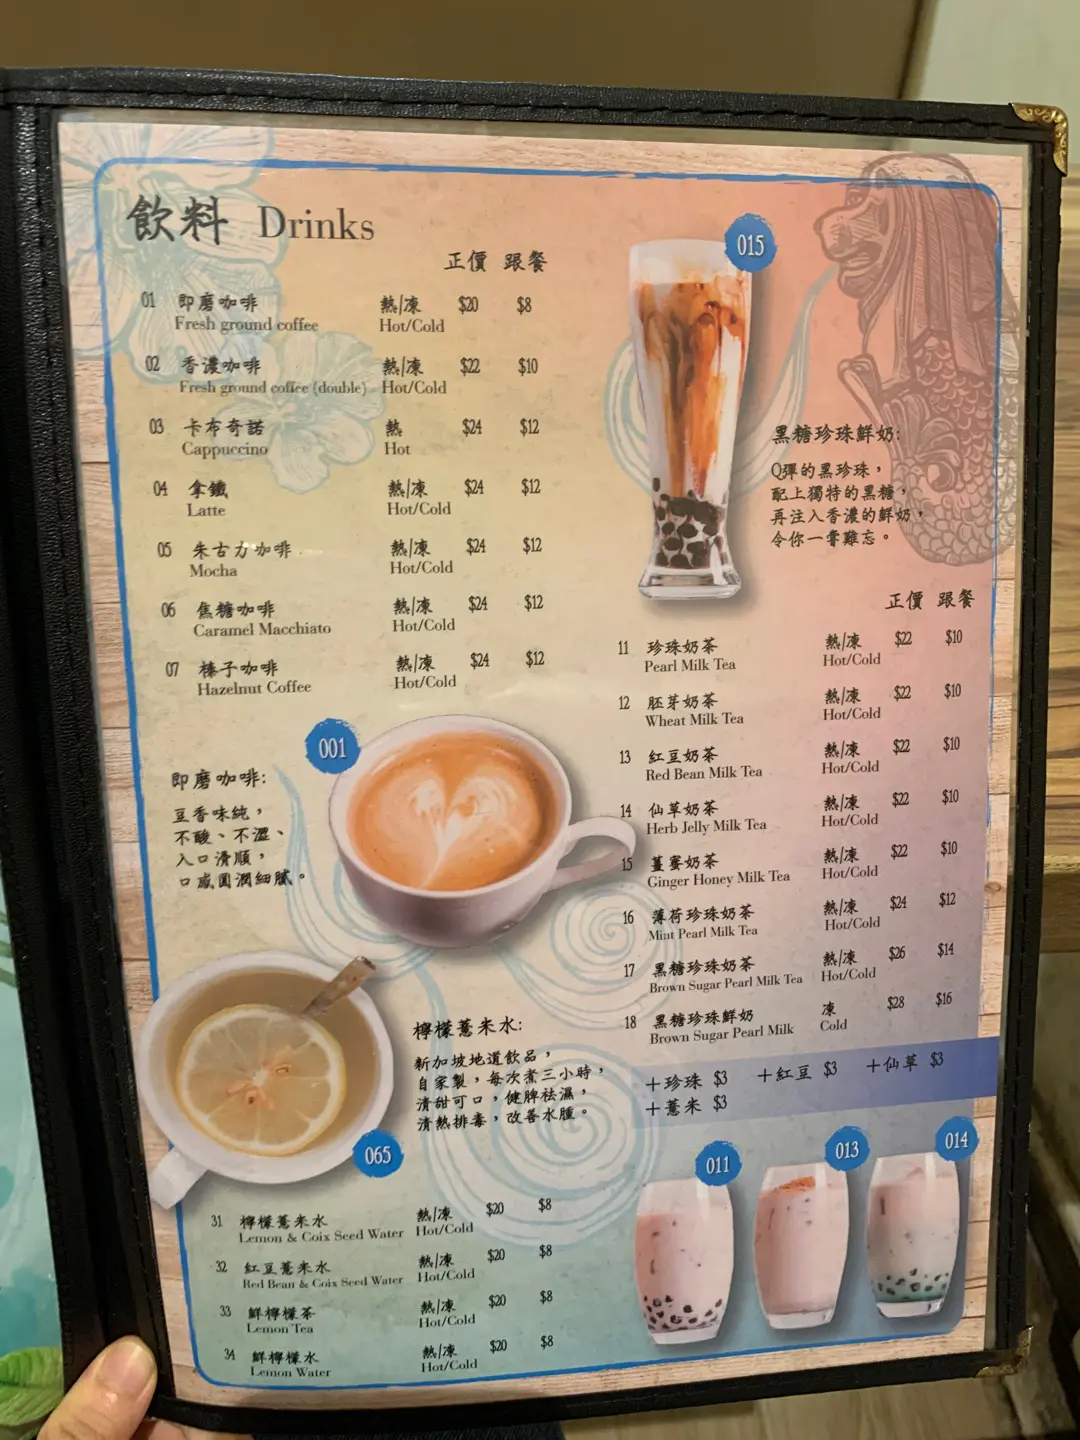 飲料 Drinks
正價 跟餐
01 即磨咖啡 熱/凍 $20 $8
Fresh ground coffee Hot/Cold
02 香濃咖啡 熱/凍 $22 $10
Fresh ground coffee (double) Hot/Cold
03 卡布奇諾 熱 $24 $12
Cappuccino Hot
04 拿鐵 熱/凍 $24 $12
Latte Hot/Cold
05 朱古力咖啡 熱/凍 $24 $12
Mocha Hot/Cold
06 焦糖咖啡 熱/凍 $24 $12
Caramel Macchiato Hot/Cold
07 榛子咖啡 熱/凍 $24 $12
Hazelnut Coffee Hot/Cold
001
即磨咖啡:
豆香味純，
不酸、不澀、
入口滑順，
口感圓潤細膩。
檸檬薏米水:
新加坡地道飲品，
自家製，每次煮三小時，
清甜可口，健脾祛濕，
清熱排毒，改善水腫。
065
31 檸檬薏米水 熱/凍 $20 $8
Lemon & Coix Seed Water Hot/Cold
32 紅豆薏米水 熱/凍 $20 $8
Red Bean & Coix Seed Water Hot/Cold
33 鮮檸檬茶 熱/凍 $20 $8
Lemon Tea Hot/Cold
34 鮮檸檬水 熱/凍 $20 $8
Lemon Water Hot/Cold
015
黑糖珍珠鮮奶:
Q彈的黑珍珠，
配上獨特的黑糖，
再注入香濃的鮮奶，
令你一嘗難忘。
正價 跟餐
11 珍珠奶茶 熱/凍 $22 $10
Pearl Milk Tea Hot/Cold
12 胚芽奶茶 熱/凍 $22 $10
Wheat Milk Tea Hot/Cold
13 紅豆奶茶 熱/凍 $22 $10
Red Bean Milk Tea Hot/Cold
14 仙草奶茶 熱/凍 $22 $10
Herb Jelly Milk Tea Hot/Cold
15 薑蜜奶茶 熱/凍 $22 $10
Ginger Honey Milk Tea Hot/Cold
16 薄荷珍珠奶茶 熱/凍 $24 $12
Mint Pearl Milk Tea Hot/Cold
17 黑糖珍珠奶茶 熱/凍 $26 $14
Brown Sugar Pearl Milk Tea Hot/Cold
18 黑糖珍珠鮮奶 凍 $28 $16
Brown Sugar Pearl Milk Cold
＋珍珠 $3 ＋紅豆 $3 ＋仙草 $3
＋薏米 $3
011
013
014